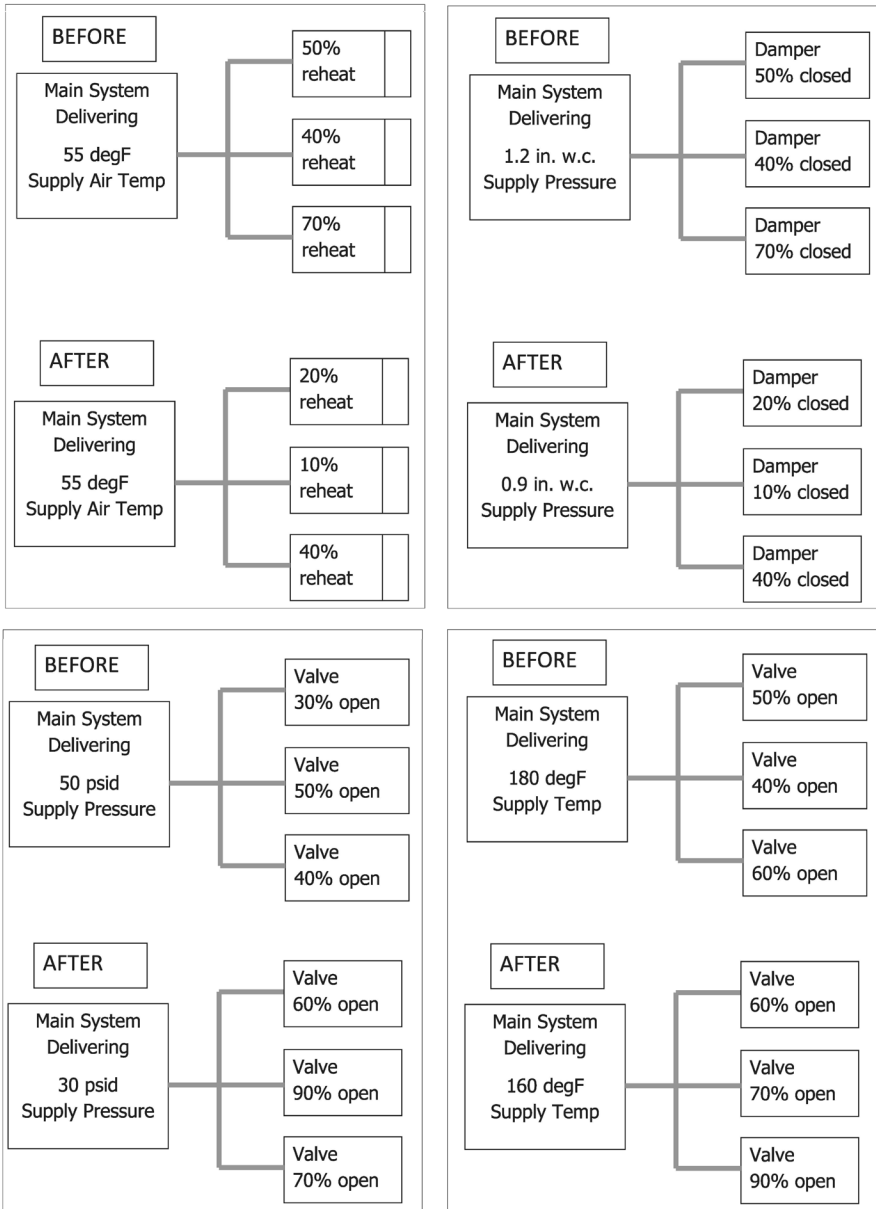 BEFORE
Main System
Delivering
55 degF
Supply Air Temp
50%
reheat
40%
reheat
70%
reheat
AFTER
Main System
Delivering
55 degF
Supply Air Temp
20%
reheat
10%
reheat
40%
reheat
BEFORE
Main System
Delivering
1.2 in. w.c.
Supply Pressure
Damper
50% closed
Damper
40% closed
Damper
70% closed
AFTER
Main System
Delivering
0.9 in. w.c.
Supply Pressure
Damper
20% closed
Damper
10% closed
Damper
40% closed
BEFORE
Main System
Delivering
50 psid
Supply Pressure
Valve
30% open
Valve
50% open
Valve
40% open
AFTER
Main System
Delivering
30 psid
Supply Pressure
Valve
60% open
Valve
90% open
Valve
70% open
BEFORE
Main System
Delivering
180 degF
Supply Temp
Valve
50% open
Valve
40% open
Valve
60% open
AFTER
Main System
Delivering
160 degF
Supply Temp
Valve
60% open
Valve
70% open
Valve
90% open